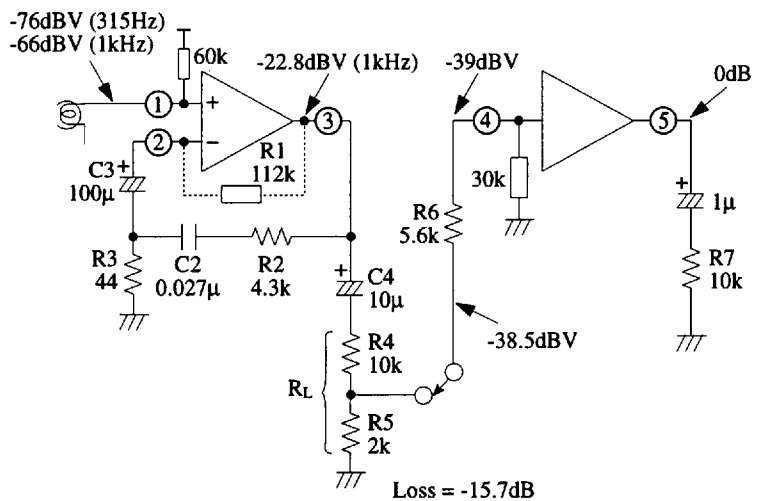 -76dBV (315Hz)
-66dBV (1kHz)
60k
-22.8dBV (1kHz)
-39dBV
0dB
1
+
2
−
3
4
5
R1
112k
C3 +
100μ
30k
+
1μ
R6
5.6k
R3
44
C2
0.027μ
R2
4.3k
+
C4
10μ
R7
10k
-38.5dBV
R4
10k
RL
R5
2k
Loss = -15.7dB